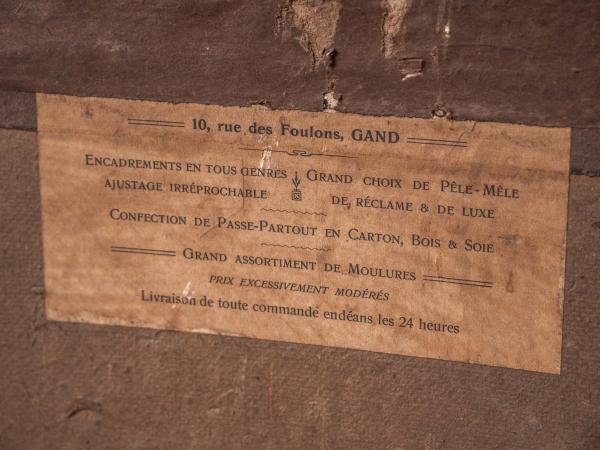 10, rue des Foulons, GAND
ENCADREMENTS EN TOUS GENRES
AJUSTAGE IRRÉPROCHABLE
GRAND CHOIX DE PÊLE-MÊLE
DE RÉCLAME & DE LUXE
CONFECTION DE PASSE-PARTOUT EN CARTON, BOIS & SOIE
GRAND ASSORTIMENT DE MOULURES
PRIX EXCESSIVEMENT MODÉRÉS
Livraison de toute commande endéans les 24 heures